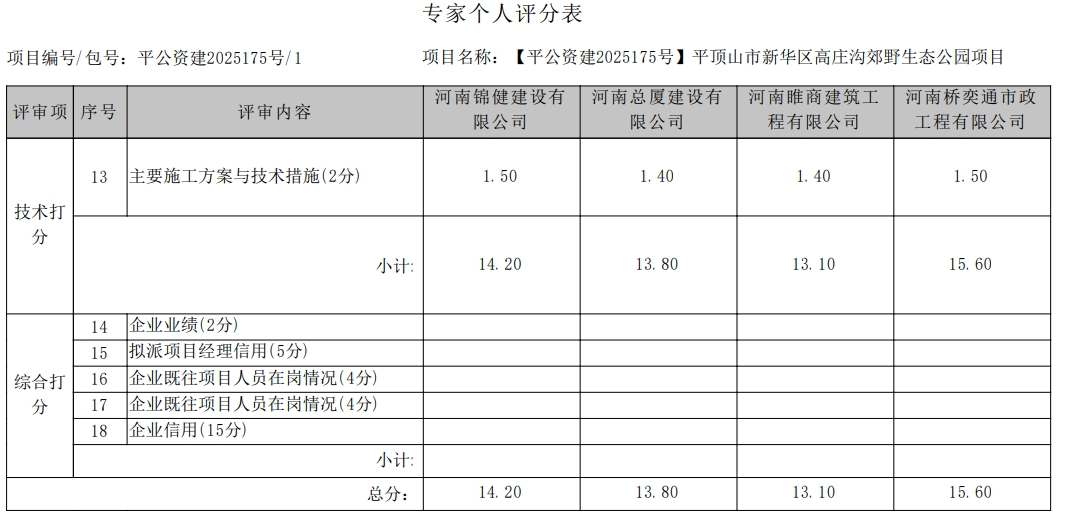 专家个人评分表
项目编号/包号: 平公资建2025175号/1 项目名称: 【平公资建2025175号】平顶山市新华区高庄沟郊野生态公园项目
评审项 序号 评审内容 河南锦健建设有限公司 河南总厦建设有限公司 河南睢商建筑工程有限公司 河南桥奕通市政工程有限公司
技术打分
13 主要施工方案与技术措施(2分) 1.50 1.40 1.40 1.50
小计: 14.20 13.80 13.10 15.60
综合打分
14 企业业绩(2分)
15 拟派项目经理信用(5分)
16 企业既往项目人员在岗情况(4分)
17 企业既往项目人员在岗情况(4分)
18 企业信用(15分)
小计:
总分: 14.20 13.80 13.10 15.60